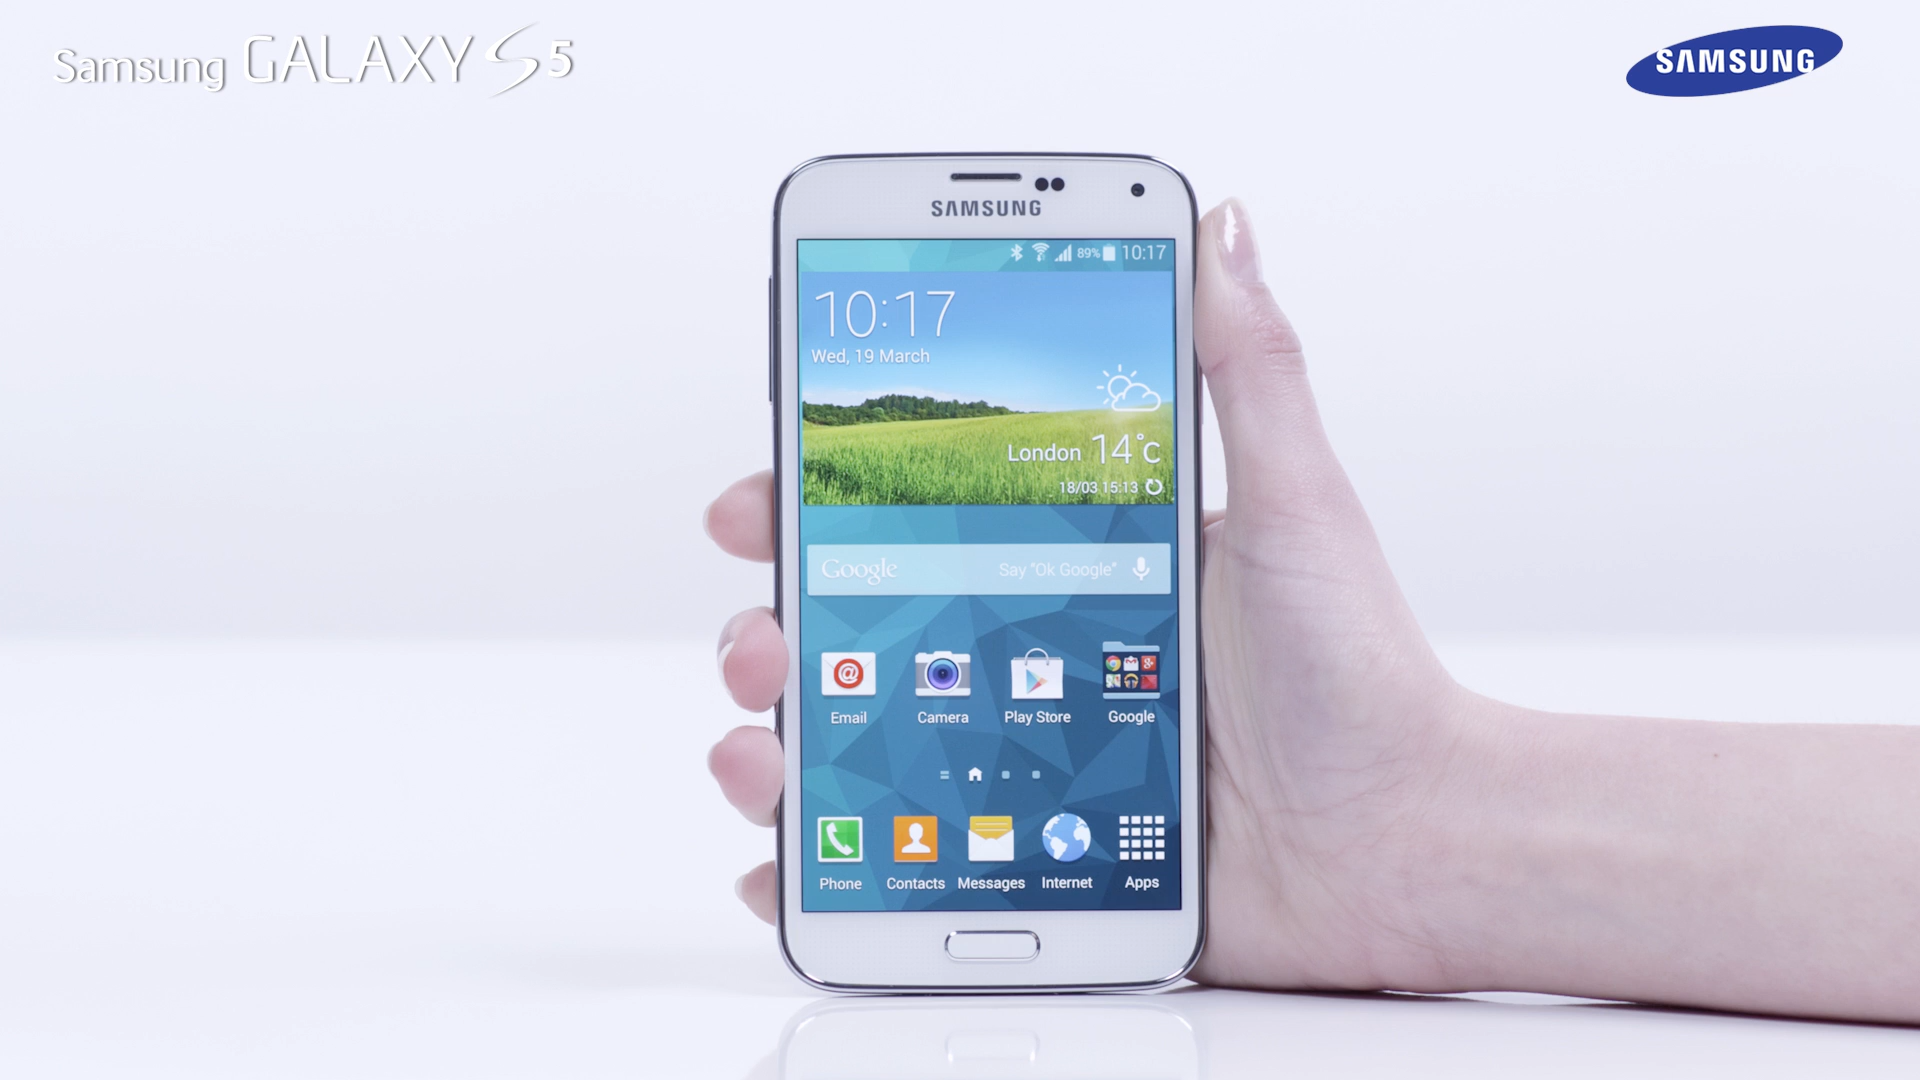 Samsung GALAXY S5
SAMSUNG
SAMSUNG
89% 10:17
10:17
Wed, 19 March
London 14°C
18/03 15:13
Google Say "Ok Google"
Email Camera Play Store Google
Phone Contacts Messages Internet Apps